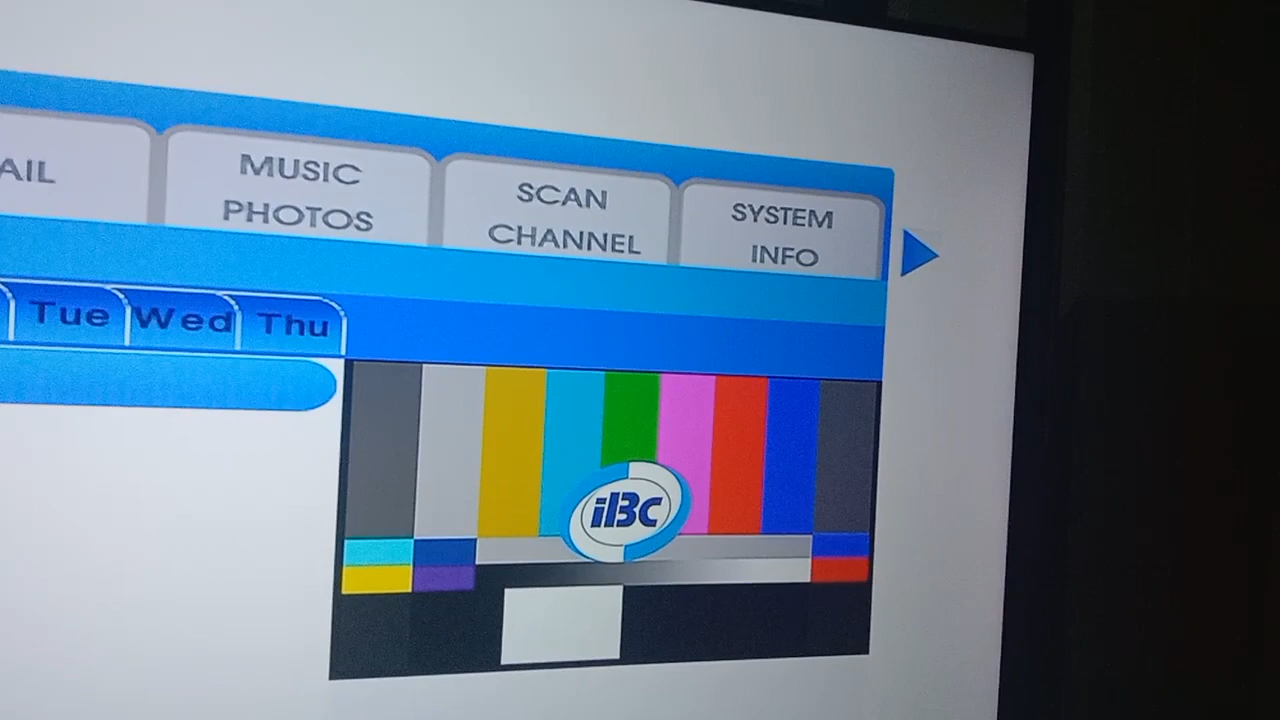 AIL
MUSIC
PHOTOS
SCAN
CHANNEL
SYSTEM
INFO
Tue Wed Thu
iBC